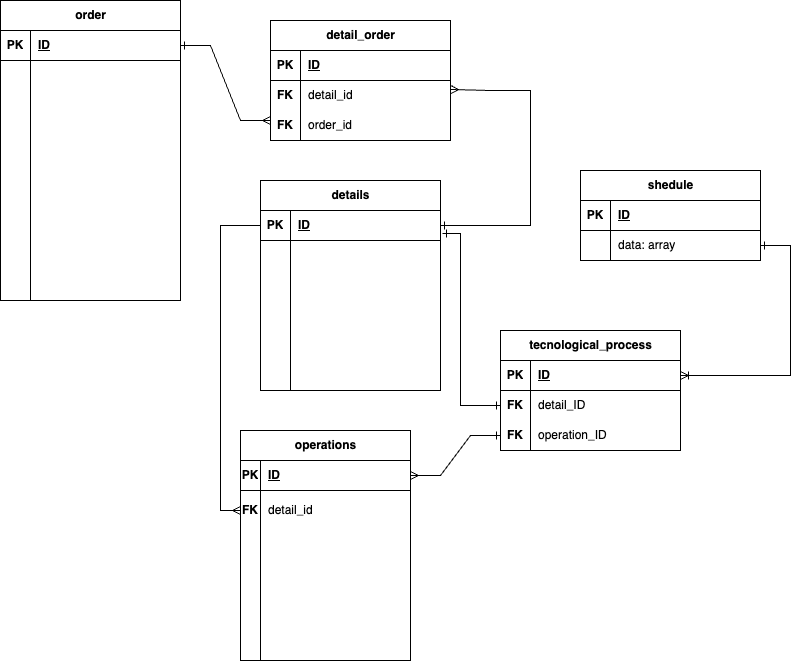 order
PK ID
detail_order
PK ID
FK detail_id
FK order_id
details
PK ID
shedule
PK ID
data: array
tecnological_process
PK ID
FK detail_ID
FK operation_ID
operations
PK ID
FK detail_id